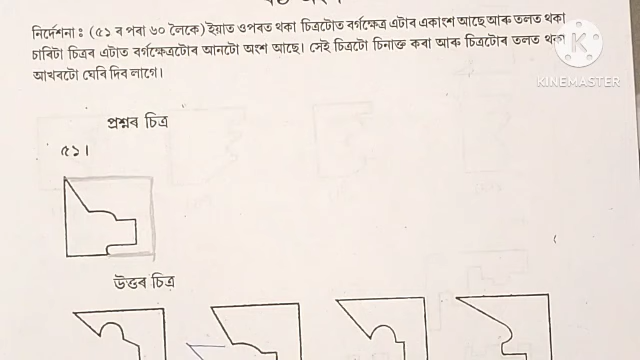 নিৰ্দেশনা : (৫১ ৰ পৰা ৬০ লৈকে) ইয়াত ওপৰত থকা চিত্ৰটোত বৰ্গক্ষেত্ৰ এটাৰ একাংশ আছে আৰু তলত থকা
চাৰিটা চিত্ৰৰ এটাত বৰ্গক্ষেত্ৰটোৰ আনটো অংশ আছে। সেই চিত্ৰটো চিনাক্ত কৰা আৰু চিত্ৰটোৰ তলত থকা
আখৰটো ঘেৰি দিব লাগে।
KINEMASTER
প্ৰশ্নৰ চিত্ৰ
৫১।
উত্তৰ চিত্ৰ